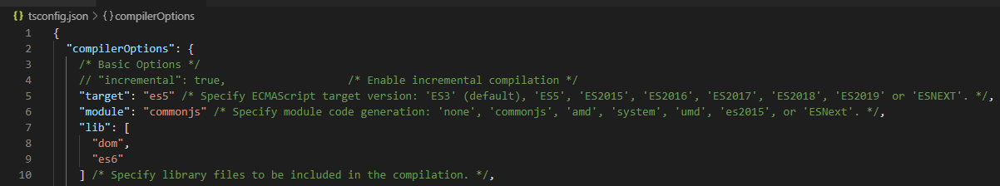 {} tsconfig.json > {} compilerOptions
1 {
2 "compilerOptions": {
3 /* Basic Options */
4 // "incremental": true, /* Enable incremental compilation */
5 "target": "es5" /* Specify ECMAScript target version: 'ES3' (default), 'ES5', 'ES2015', 'ES2016', 'ES2017', 'ES2018', 'ES2019' or 'ESNEXT'. */,
6 "module": "commonjs" /* Specify module code generation: 'none', 'commonjs', 'amd', 'system', 'umd', 'es2015', or 'ESNext'. */,
7 "lib": [
8 "dom",
9 "es6"
10 ] /* Specify library files to be included in the compilation. */,